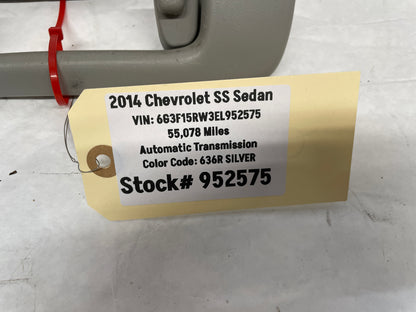 2014 Chevrolet SS Sedan
VIN: 6G3F15RW3EL952575
55,078 Miles
Automatic Transmission
Color Code: 636R SILVER
Stock# 952575